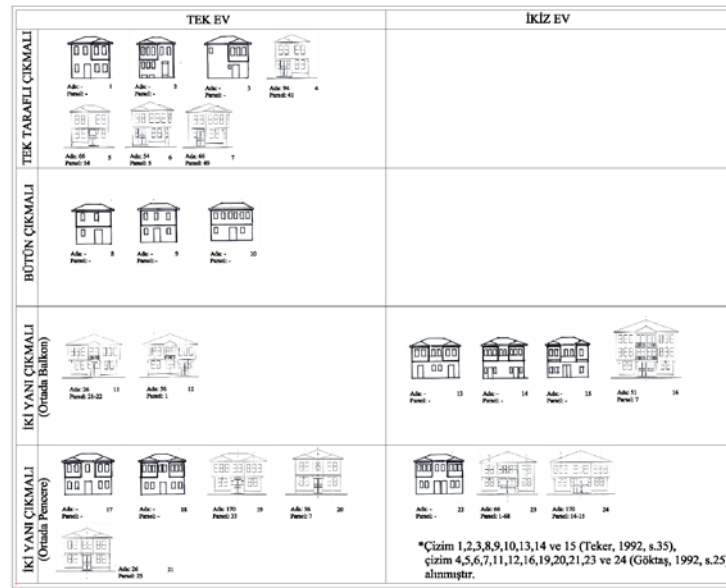 TEK EV
İKİZ EV
TEK TARAFLI ÇIKMALI
Ada: - 1
Parsel: -
Ada: - 2
Parsel: -
Ada: - 3
Parsel: -
Ada: 94 4
Parsel: 41
Ada: 66 5
Parsel: 54
Ada: 54 6
Parsel: 5
Ada: 66 7
Parsel: 69
BÜTÜN ÇIKMALI
Ada: - 8
Parsel: -
Ada: - 9
Parsel: -
Ada: - 10
Parsel: -
İKİ YANI ÇIKMALI
(Ortada Balkon)
Ada: 26 11
Parsel: 21-22
Ada: 56 12
Parsel: 1
Ada: - 13
Parsel: -
Ada: - 14
Parsel: -
Ada: - 15
Parsel: -
Ada: 51 16
Parsel: 7
İKİ YANI ÇIKMALI
(Ortada Pencere)
Ada: - 17
Parsel: -
Ada: - 18
Parsel: -
Ada: 170 19
Parsel: 23
Ada: 56 20
Parsel: 7
Ada: 26 21
Parsel: 25
Ada: - 22
Parsel: -
Ada: 66 23
Parsel: 1-68
Ada: 170 24
Parsel: 14-15
*Çizim 1,2,3,8,9,10,13,14 ve 15 (Teker, 1992, s.35),
çizim 4,5,6,7,11,12,16,19,20,21,23 ve 24 (Göktaş, 1992, s.25)
alınmıştır.